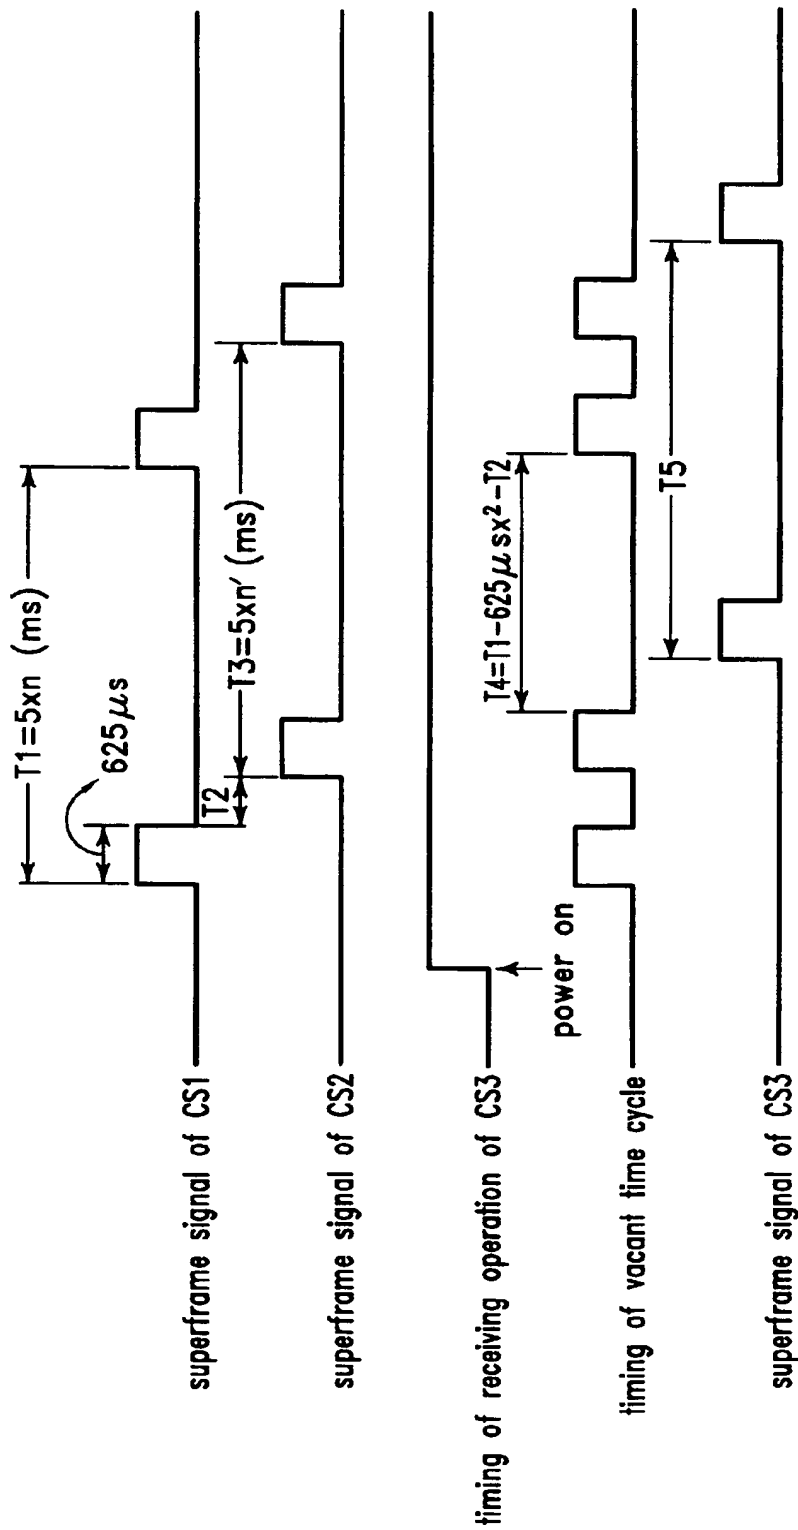 T1=5xn (ms)
625μs
superframe signal of CS1
T2
T3=5xn′ (ms)
superframe signal of CS2
power on
timing of receiving operation of CS3
T4=T1-625μsx²-T2
timing of vacant time cycle
T5
superframe signal of CS3